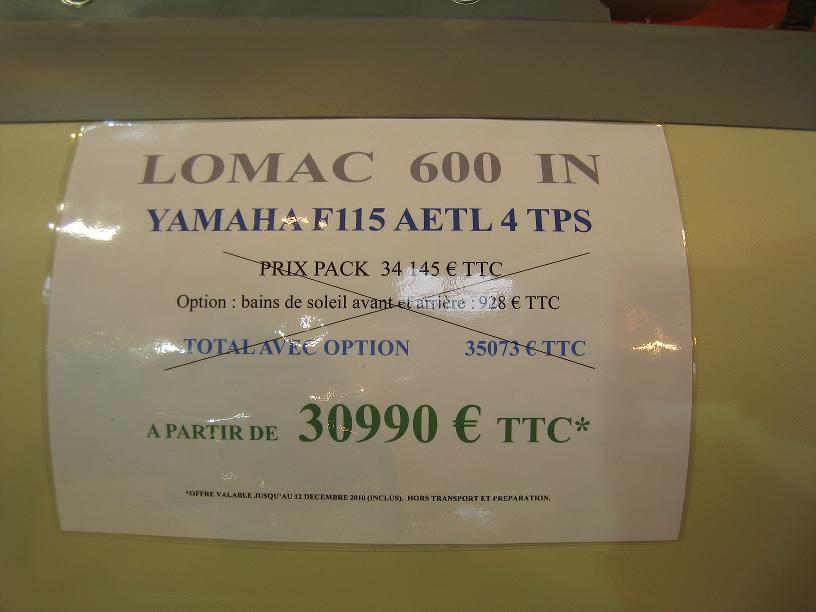 LOMAC 600 IN
YAMAHA F115 AETL 4 TPS
PRIX PACK 34 145 € TTC
Option : bains de soleil avant et arrière : 928 € TTC
TOTAL AVEC OPTION 35073 € TTC
A PARTIR DE 30990 € TTC*
*OFFRE VALABLE JUSQU'AU 12 DECEMBRE 2010 (INCLUS). HORS TRANSPORT ET PREPARATION.